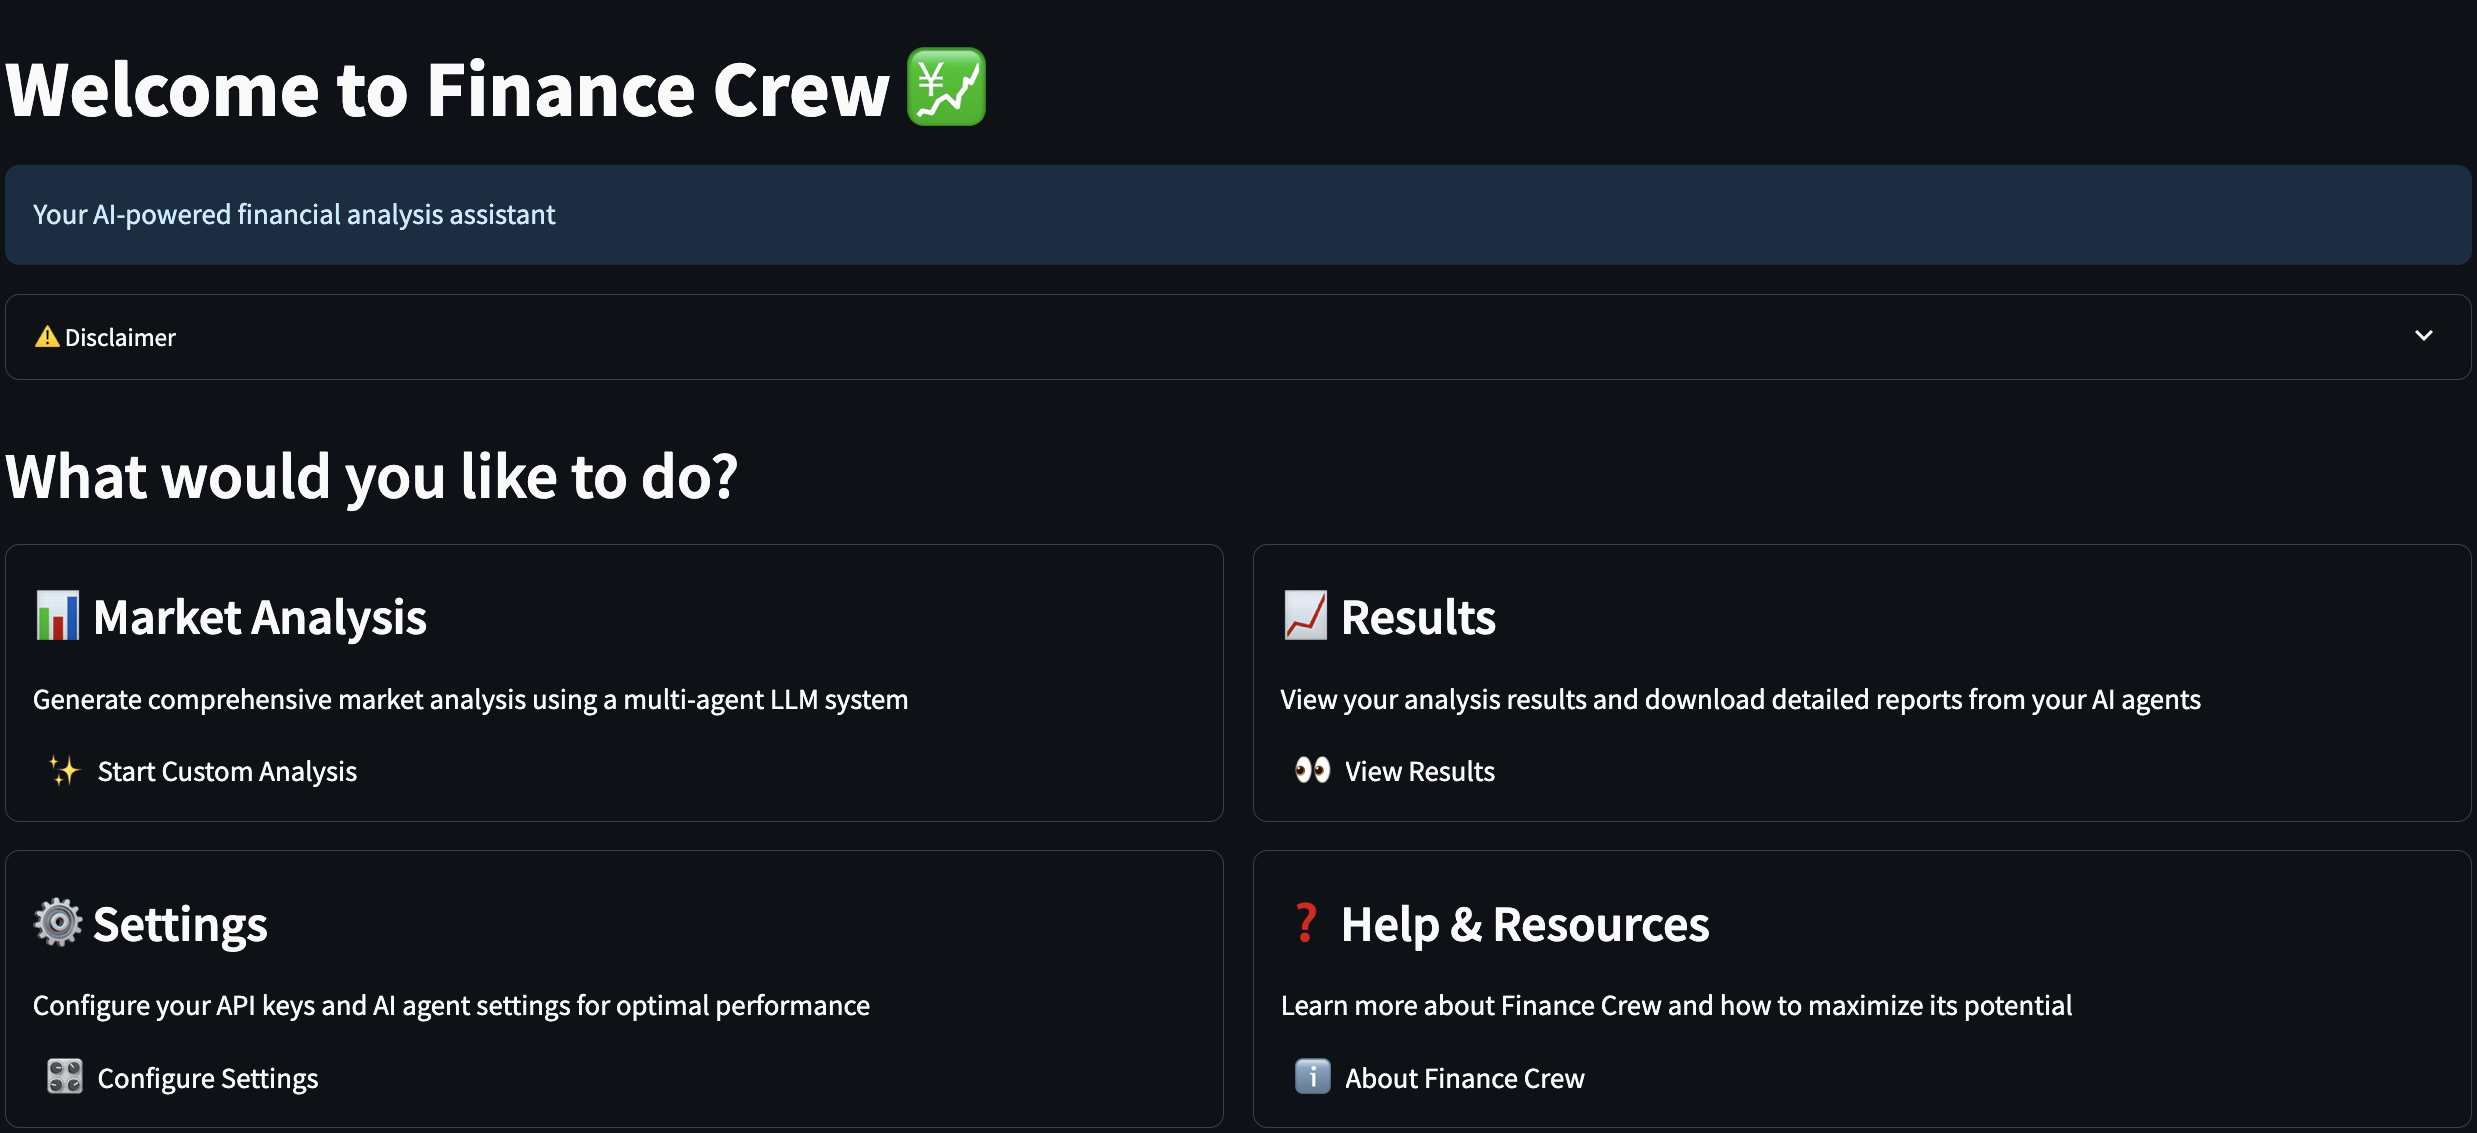 Welcome to Finance Crew 💹
Your AI-powered financial analysis assistant
⚠️ Disclaimer
What would you like to do?
📊 Market Analysis
Generate comprehensive market analysis using a multi-agent LLM system
✨ Start Custom Analysis
📈 Results
View your analysis results and download detailed reports from your AI agents
👀 View Results
⚙️ Settings
Configure your API keys and AI agent settings for optimal performance
🎛️ Configure Settings
❓ Help & Resources
Learn more about Finance Crew and how to maximize its potential
ℹ️ About Finance Crew